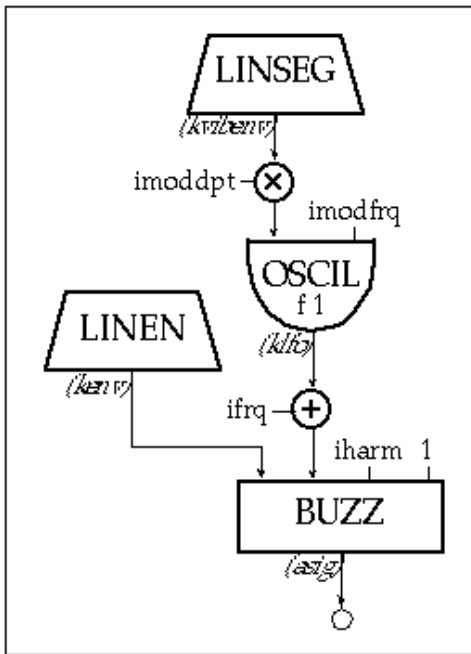 LINSEG
(kvibenv)
imoddpt
imodfrq
OSCIL
f 1
LINEN
(klfo)
(kenv)
ifrq
iharm 1
BUZZ
(asig)